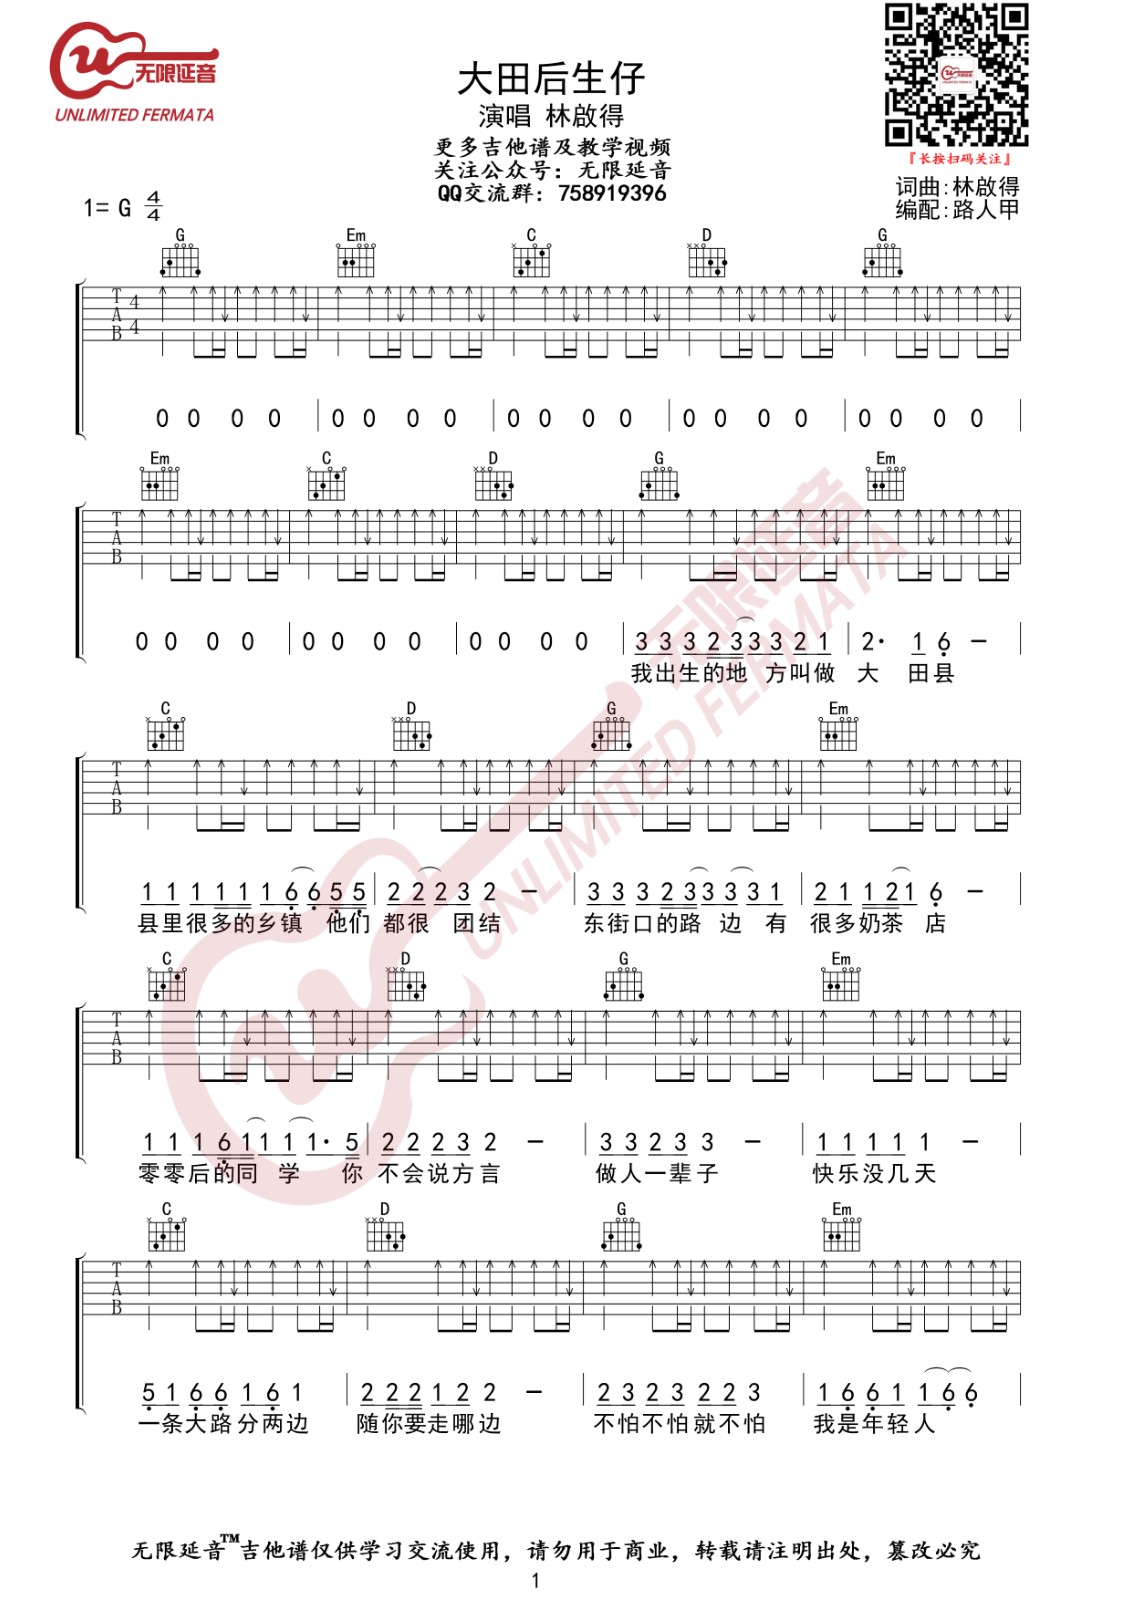 无限延音
UNLIMITED FERMATA
大田后生仔
演唱 林啟得
更多吉他谱及教学视频
关注公众号：无限延音
QQ交流群：758919396
『长按扫码关注』
词曲:林啟得
编配:路人甲
1= G 4/4
G Em C D G
T A B 4 4
0 0 0 0 | 0 0 0 0 | 0 0 0 0 | 0 0 0 0 | 0 0 0 0
Em C D G Em
T A B
0 0 0 0 | 0 0 0 0 | 0 0 0 0 | 3 3 3 2 3 3 3 2 1 | 2· 1 6 －
我出生的地 方叫做 大 田县
C D G Em
T A B
1 1 1 1 1 1 6 6 5 5 | 2 2 2 3 2 － | 3 3 3 2 3 3 3 3 1 | 2 1 1 2 1 6 －
县里很多的乡镇 他们 都很 团结 东街口的路 边 有 很多奶茶 店
C D G Em
T A B
1 1 1 6 1 1 1 1· 5 | 2 2 2 3 2 － | 3 3 2 3 3 － | 1 1 1 1 1 －
零零后的同 学 你 不会说方言 做人一辈子 快乐没几天
C D G Em
T A B
5 1 6 6 1 6 1 | 2 2 2 1 2 2 － | 2 3 2 3 2 2 3 | 1 6 6 1 1 6 6
一条大路分两边 随你要走哪边 不怕不怕就不怕 我是年轻人
无限延音™吉他谱仅供学习交流使用，请勿用于商业，转载请注明出处，篡改必究
1
无限延音
UNLIMITED FERMATA